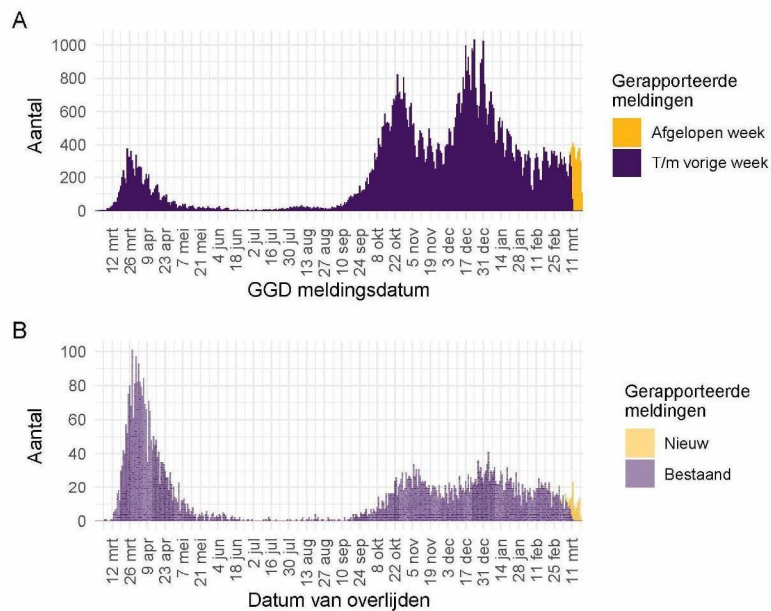 A
Aantal
1000
800
600
400
200
0
12 mrt
26 mrt
9 apr
23 apr
7 mei
21 mei
4 jun
18 jun
2 jul
16 jul
30 jul
13 aug
27 aug
10 sep
24 sep
8 okt
22 okt
5 nov
19 nov
3 dec
17 dec
31 dec
14 jan
28 jan
11 feb
25 feb
11 mrt
GGD meldingsdatum
Gerapporteerde
meldingen
Afgelopen week
T/m vorige week
B
Aantal
100
80
60
40
20
0
12 mrt
26 mrt
9 apr
23 apr
7 mei
21 mei
4 jun
18 jun
2 jul
16 jul
30 jul
13 aug
27 aug
10 sep
24 sep
8 okt
22 okt
5 nov
19 nov
3 dec
17 dec
31 dec
14 jan
28 jan
11 feb
25 feb
11 mrt
Datum van overlijden
Gerapporteerde
meldingen
Nieuw
Bestaand